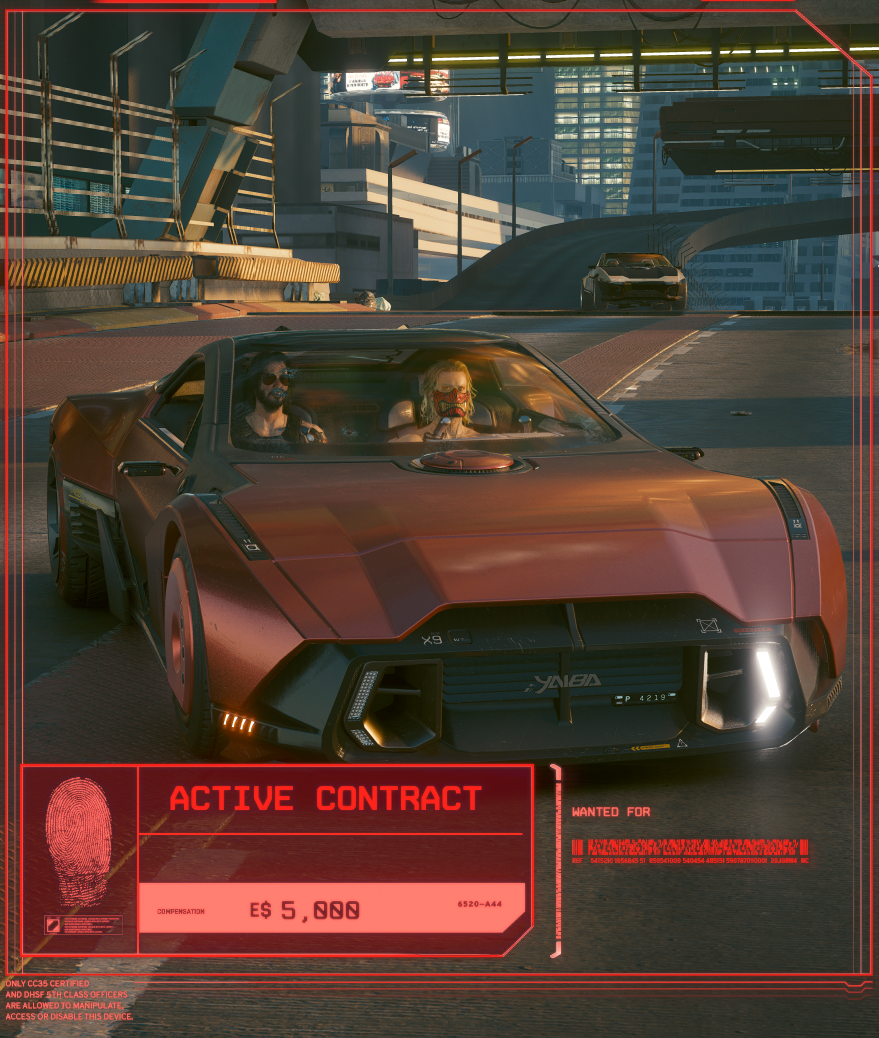 X9
YAIBA
P 4219
ACTIVE CONTRACT
COMPENSATION
E$ 5,000
6520-A44
WANTED FOR
ONLY CC35 CERTIFIED
AND DHSF 5TH CLASS OFFICERS
ARE ALLOWED TO MANIPULATE,
ACCESS OR DISABLE THIS DEVICE.